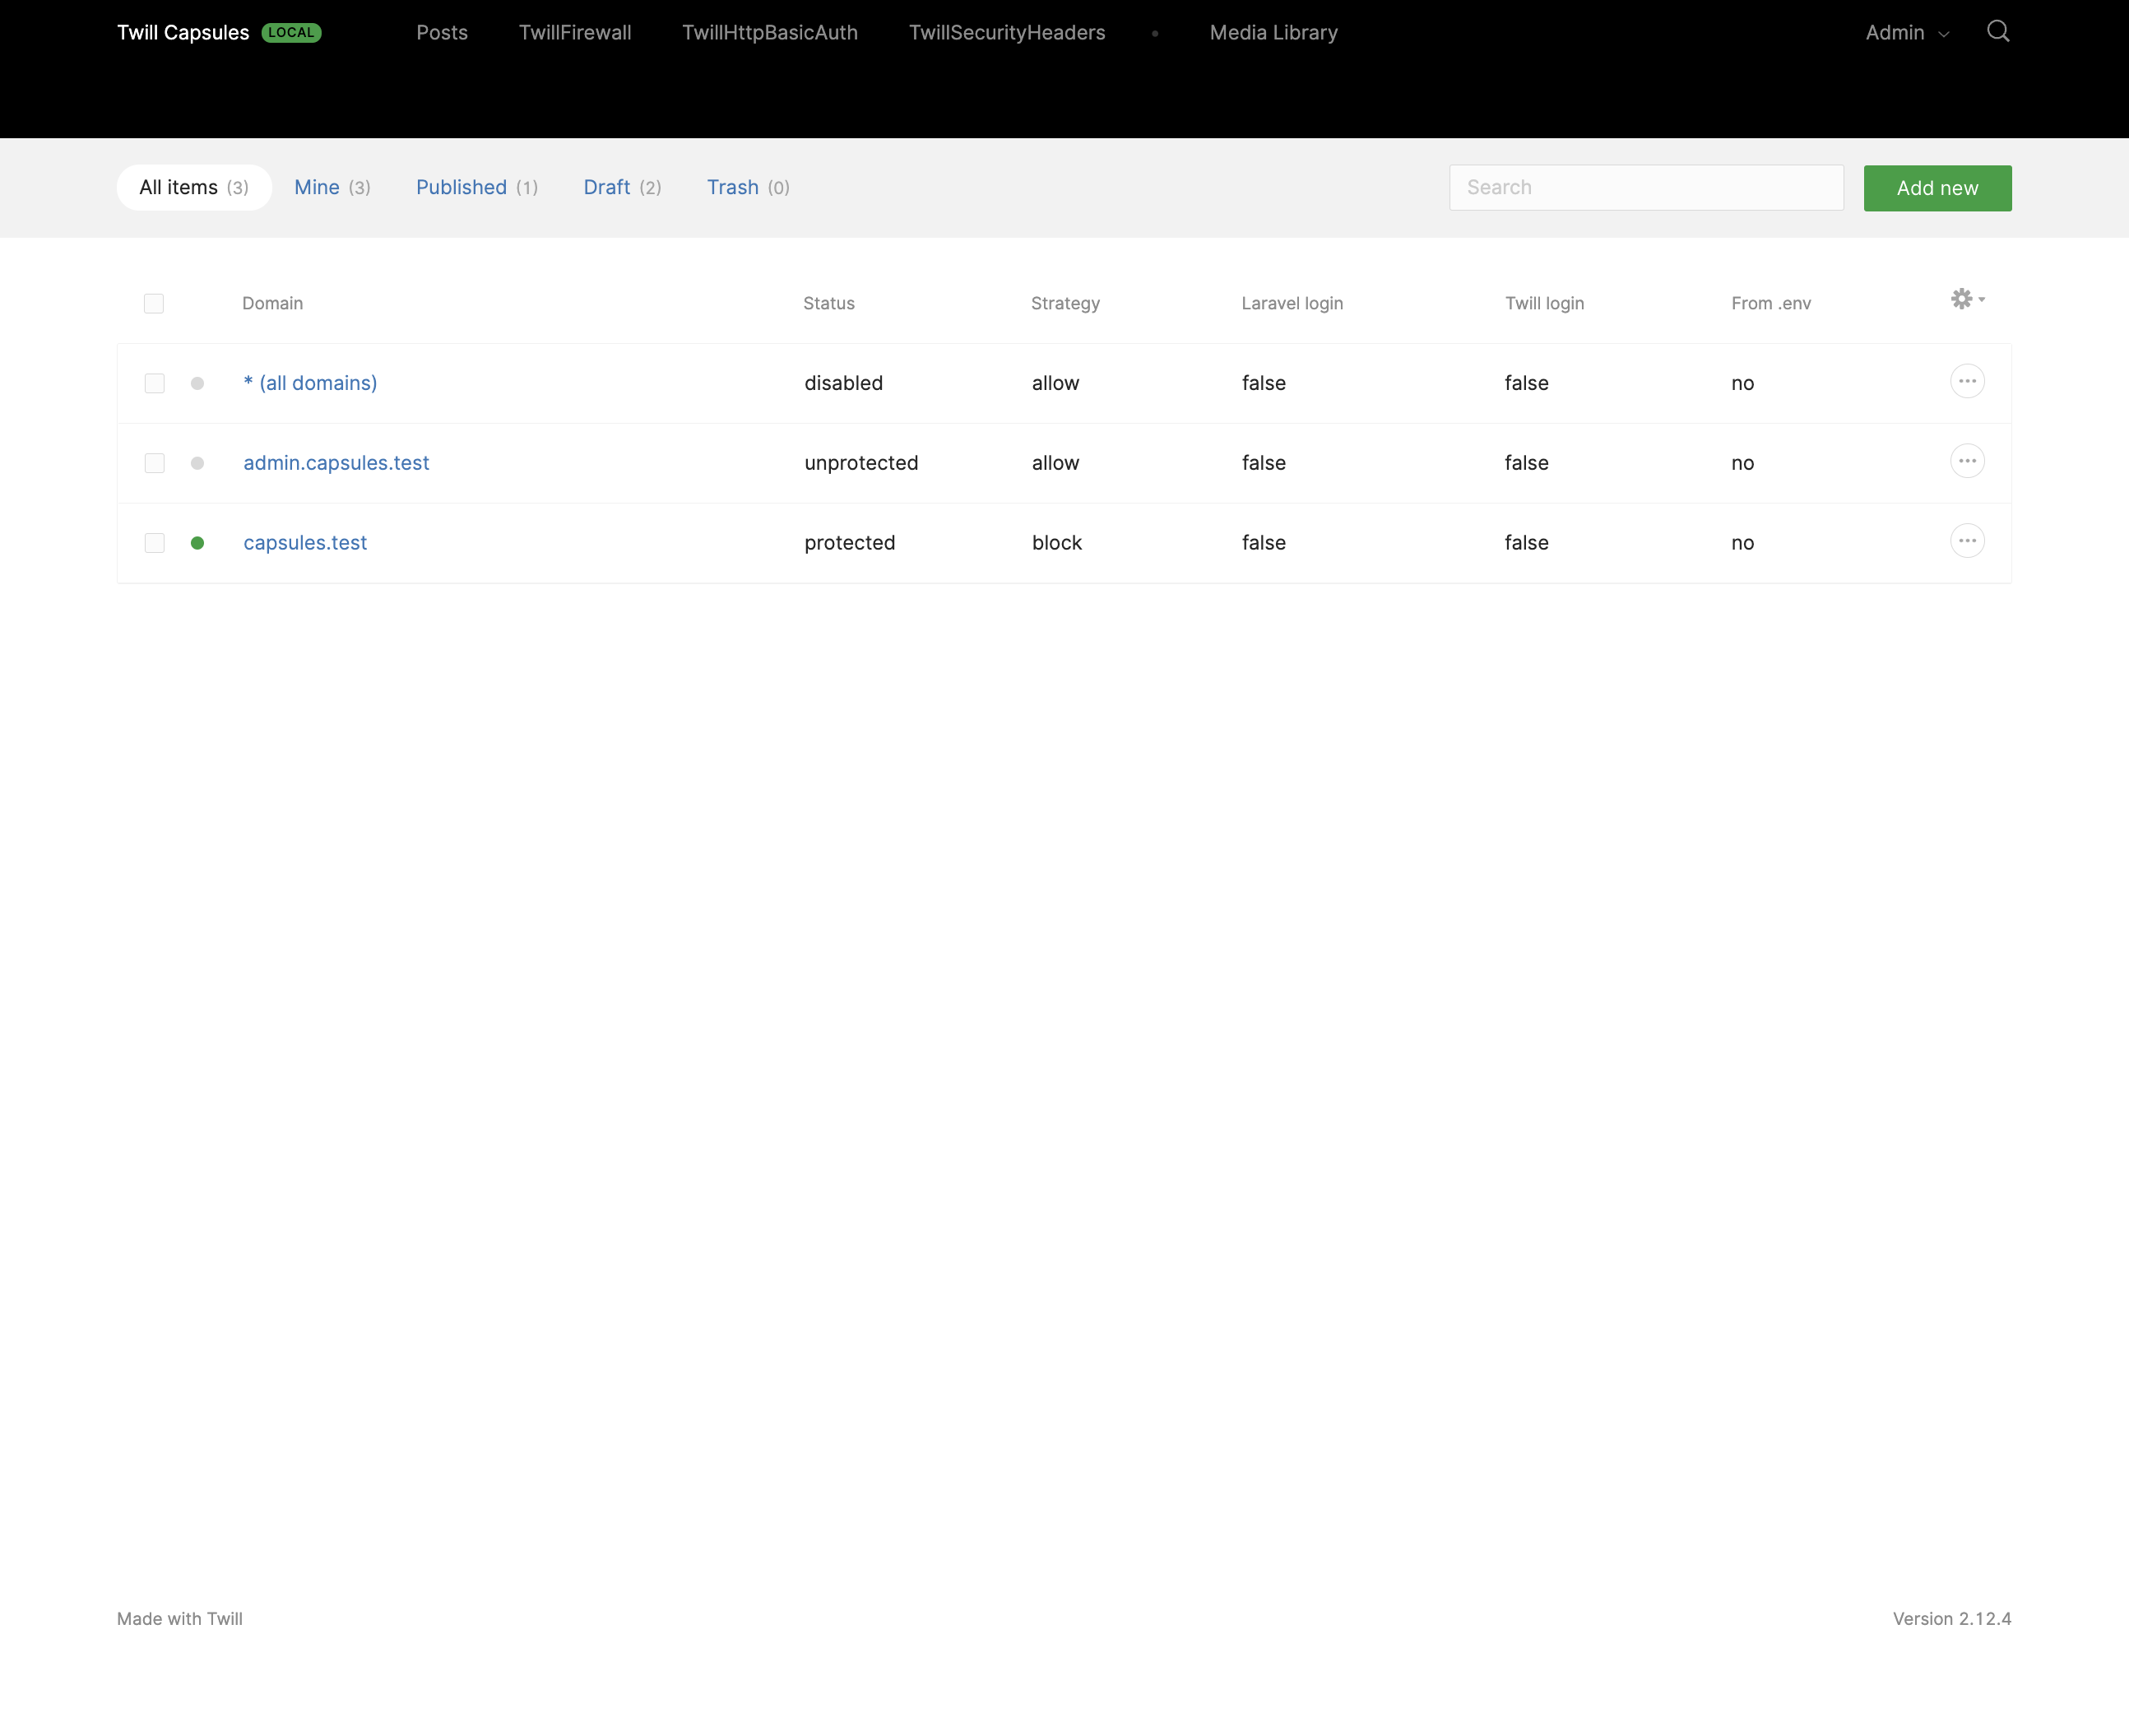 Twill Capsules LOCAL Posts TwillFirewall TwillHttpBasicAuth TwillSecurityHeaders • Media Library Admin
All items (3) Mine (3) Published (1) Draft (2) Trash (0) Search Add new
Domain Status Strategy Laravel login Twill login From .env
* (all domains) disabled allow false false no
admin.capsules.test unprotected allow false false no
capsules.test protected block false false no
Made with Twill Version 2.12.4